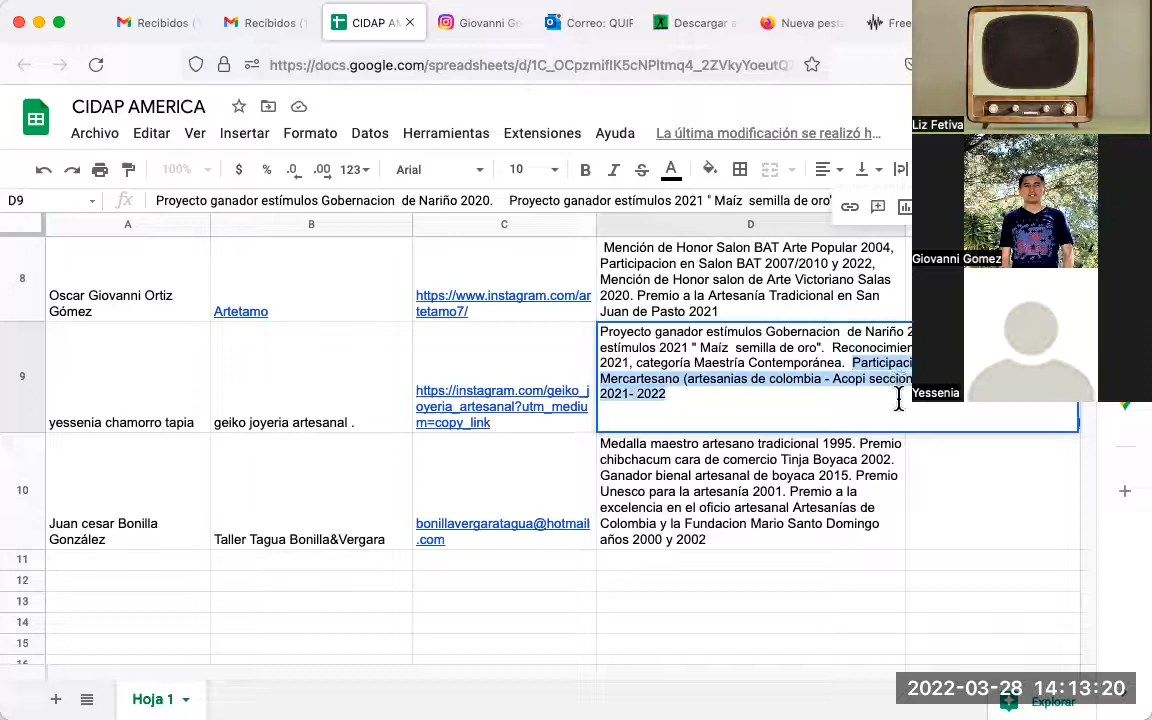 Recibidos (
Recibidos (
CIDAP A
Giovanni Go
Correo: QUIF
Descargar
Nueva pest
Free
https://docs.google.com/spreadsheets/d/1C_OCpzmiflK5cNPltmq4_2ZVkyYoeutQ
CIDAP AMERICA
Archivo Editar Ver Insertar Formato Datos Herramientas Extensiones Ayuda La última modificación se realizó h...
100% $ % .0 .00 123 Arial 10 B I S A
D9 fx Proyecto ganador estímulos Gobernacion de Nariño 2020. Proyecto ganador estímulos 2021 " Maíz semilla de oro"
A B C D
8
Oscar Giovanni Ortiz
Gómez
Artetamo
https://www.instagram.com/ar
tetamo7/
Mención de Honor Salon BAT Arte Popular 2004,
Participacion en Salon BAT 2007/2010 y 2022,
Mención de Honor salon de Arte Victoriano Salas
2020. Premio a la Artesanía Tradicional en San
Juan de Pasto 2021
9
yessenia chamorro tapia
geiko joyeria artesanal .
https://instagram.com/geiko_j
oyeria_artesanal?utm_mediu
m=copy_link
Proyecto ganador estímulos Gobernacion de Nariño 2
estímulos 2021 " Maíz semilla de oro". Reconocimien
2021, categoría Maestría Contemporánea. Participaci
Mercartesano (artesanias de colombia - Acopi seccion
2021- 2022
10
Juan cesar Bonilla
González
Taller Tagua Bonilla&Vergara
bonillavergaratagua@hotmail
.com
Medalla maestro artesano tradicional 1995. Premio
chibchacum cara de comercio Tinja Boyaca 2002.
Ganador bienal artesanal de boyaca 2015. Premio
Unesco para la artesanía 2001. Premio a la
excelencia en el oficio artesanal Artesanías de
Colombia y la Fundacion Mario Santo Domingo
años 2000 y 2002
11
12
13
14
15
16
Hoja 1
Explorar
Liz Fetiva
Giovanni Gomez
Yessenia
2022-03-28 14:13:20